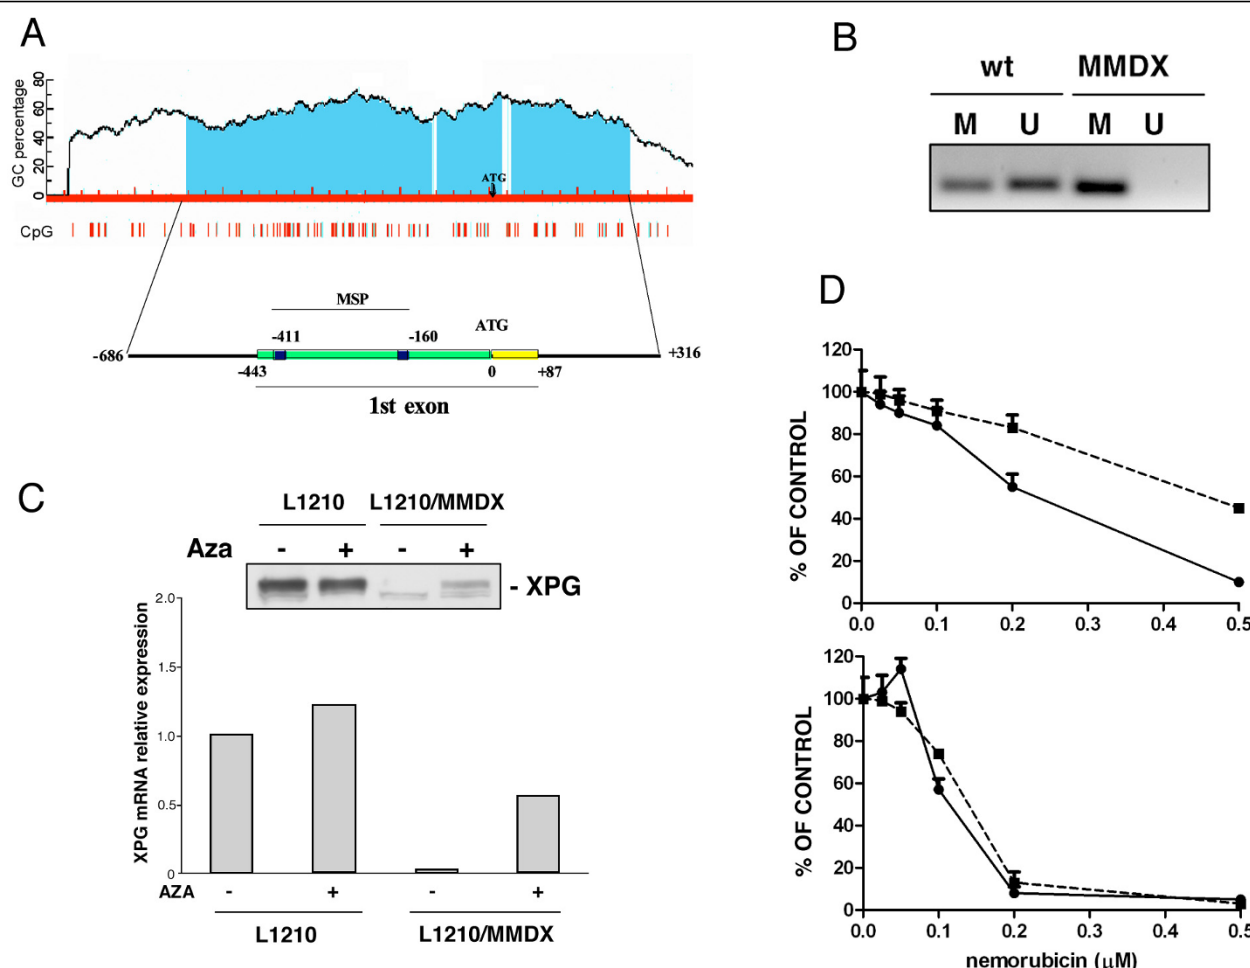 A
GC percentage
80
60
40
20
0
ATG
CpG
MSP
-411
-160
ATG
-686
+316
-443
0
+87
1st exon
B
wt
MMDX
M U M U
C
L1210
L1210/MMDX
Aza - + - +
- XPG
XPG mRNA relative expression
2.0
1.5
1.0
0.5
0
AZA - + - +
L1210
L1210/MMDX
D
% OF CONTROL
120
100
80
60
40
20
0
0.0 0.1 0.2 0.3 0.4 0.5
% OF CONTROL
120
100
80
60
40
20
0
0.0 0.1 0.2 0.3 0.4 0.5
nemorubicin (μM)